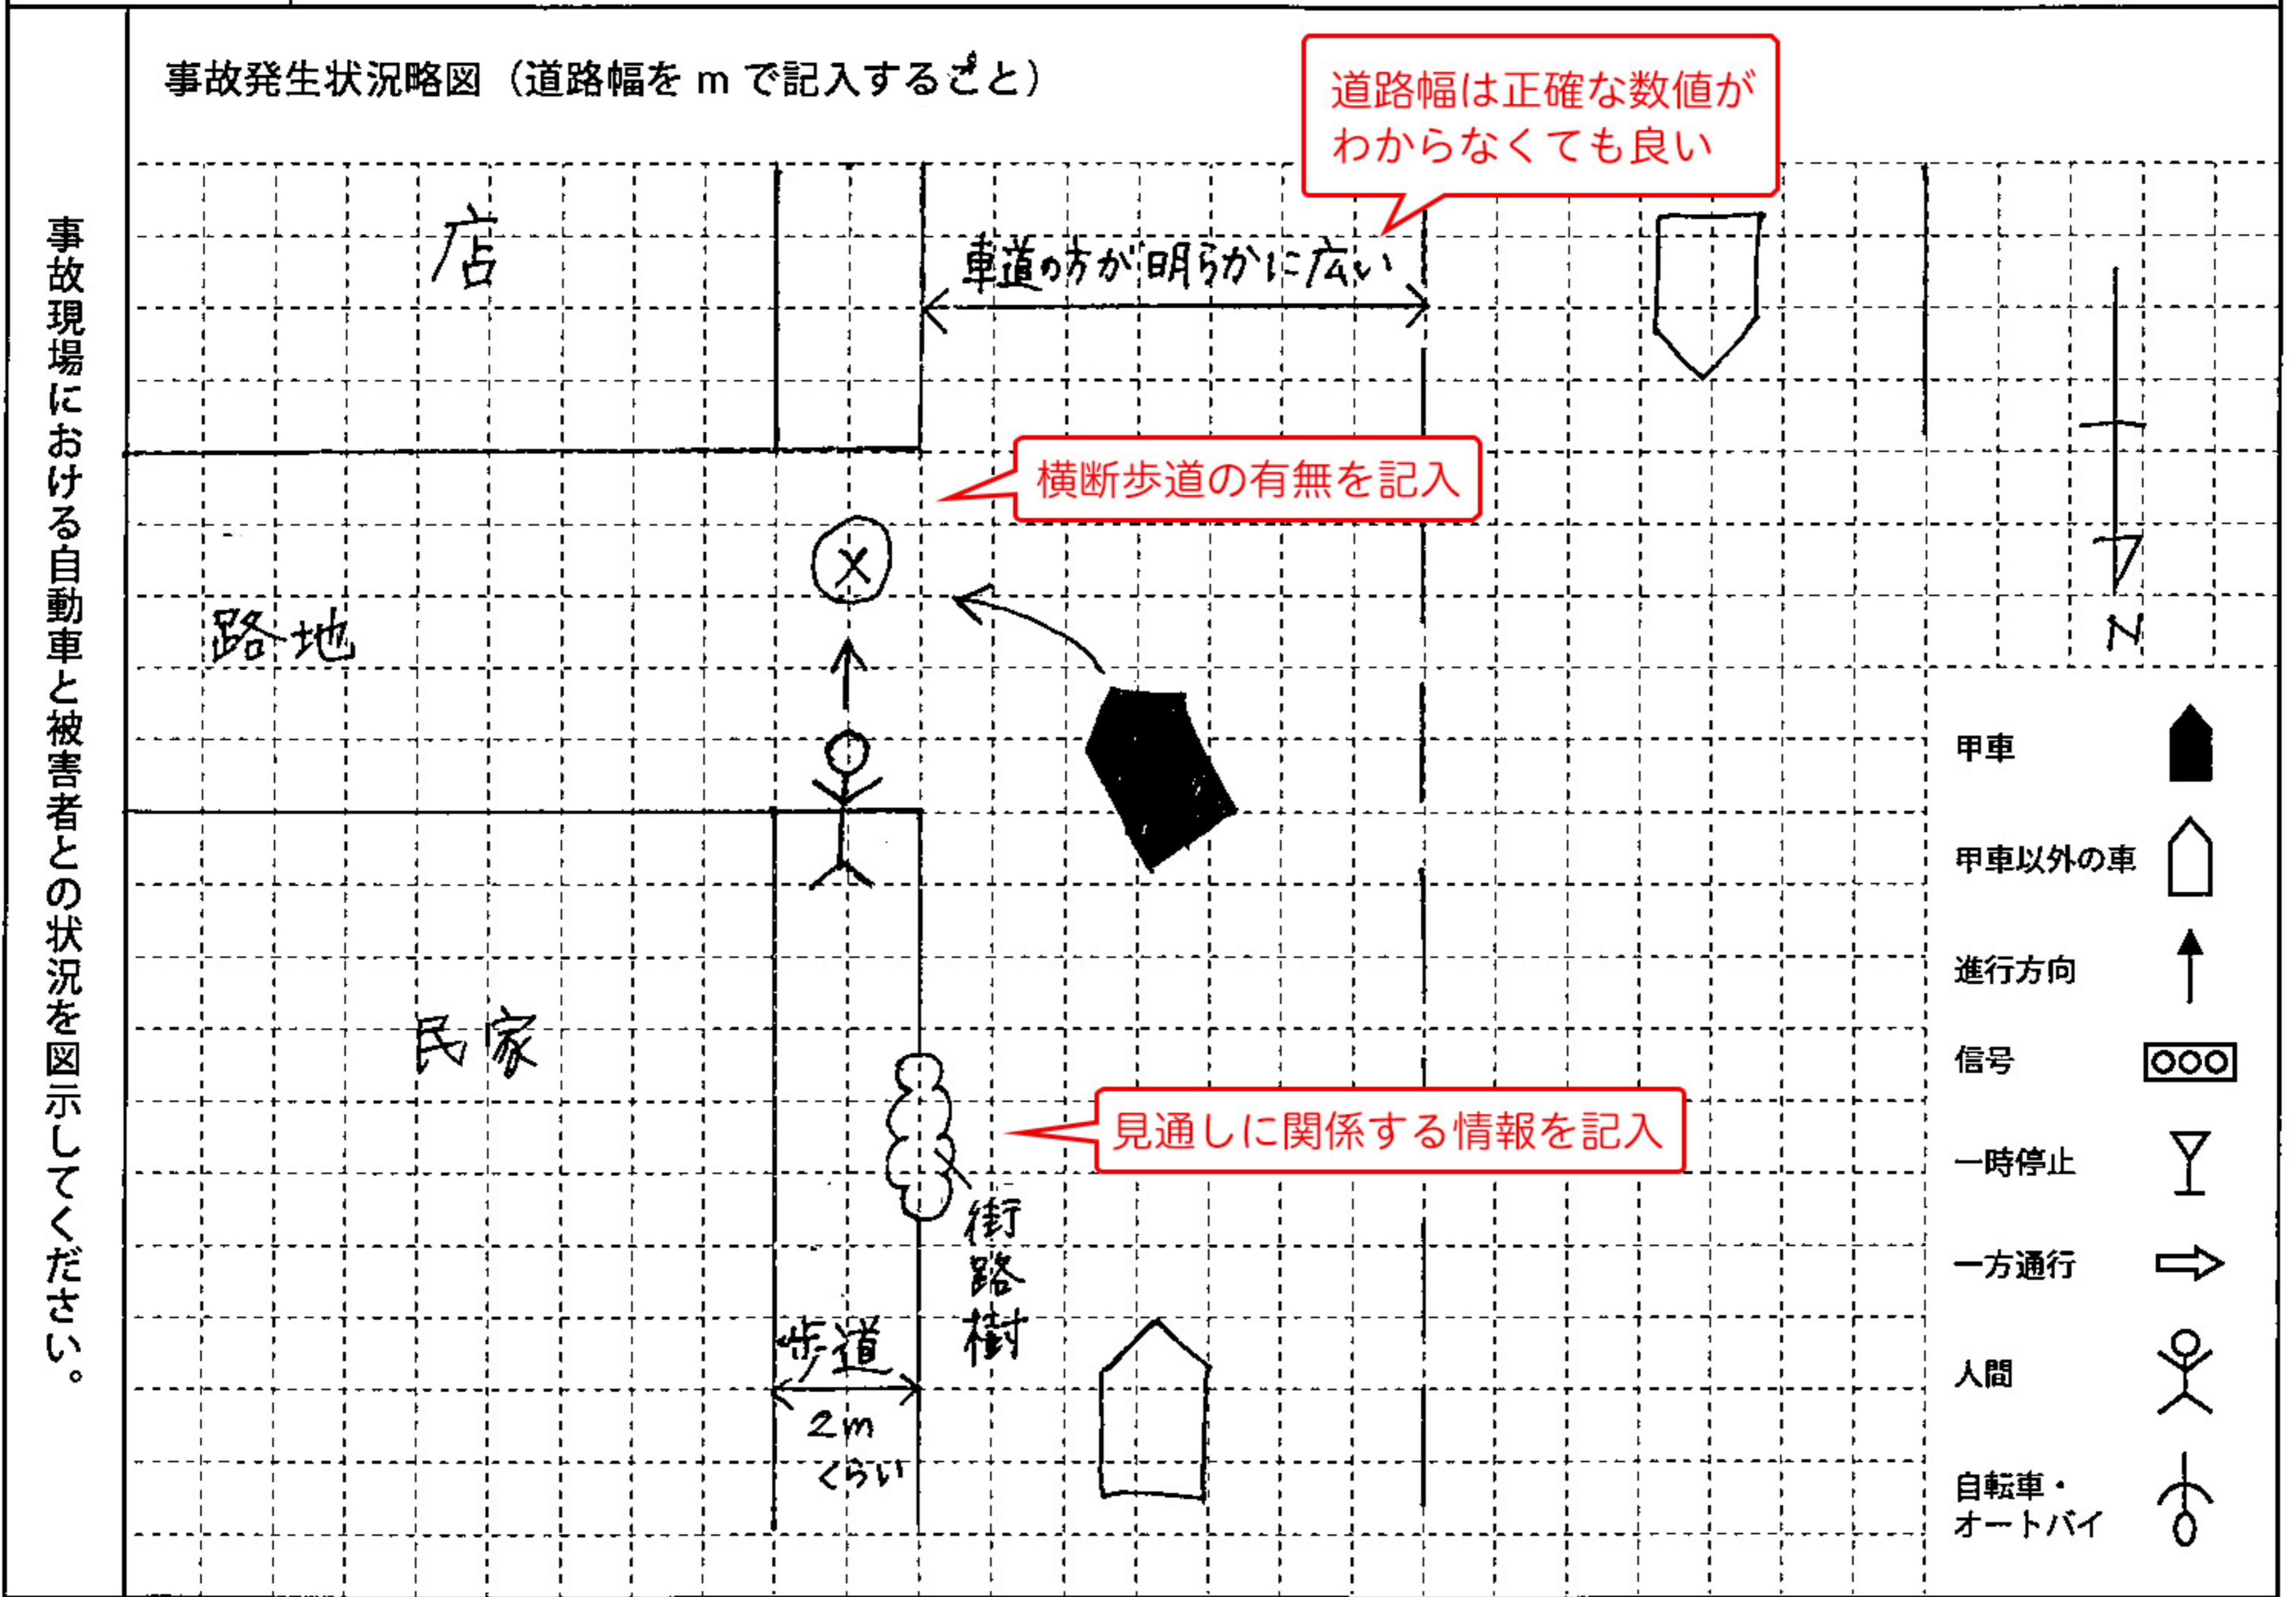 事故発生状況略図（道路幅を m で記入すること）
道路幅は正確な数値が
わからなくても良い
事故現場における自動車と被害者との状況を図示してください。
店
車道の方が明らかに広い
横断歩道の有無を記入
路地
N
民家
見通しに関係する情報を記入
街路樹
歩道
2m
くらい
甲車
甲車以外の車
進行方向
信号
一時停止
一方通行
人間
自転車・
オートバイ